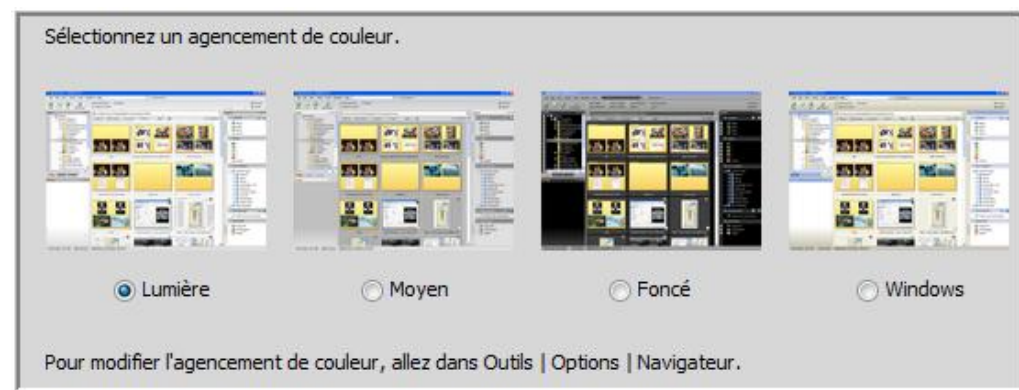 Sélectionnez un agencement de couleur.
Lumière
Moyen
Foncé
Windows
Pour modifier l'agencement de couleur, allez dans Outils | Options | Navigateur.